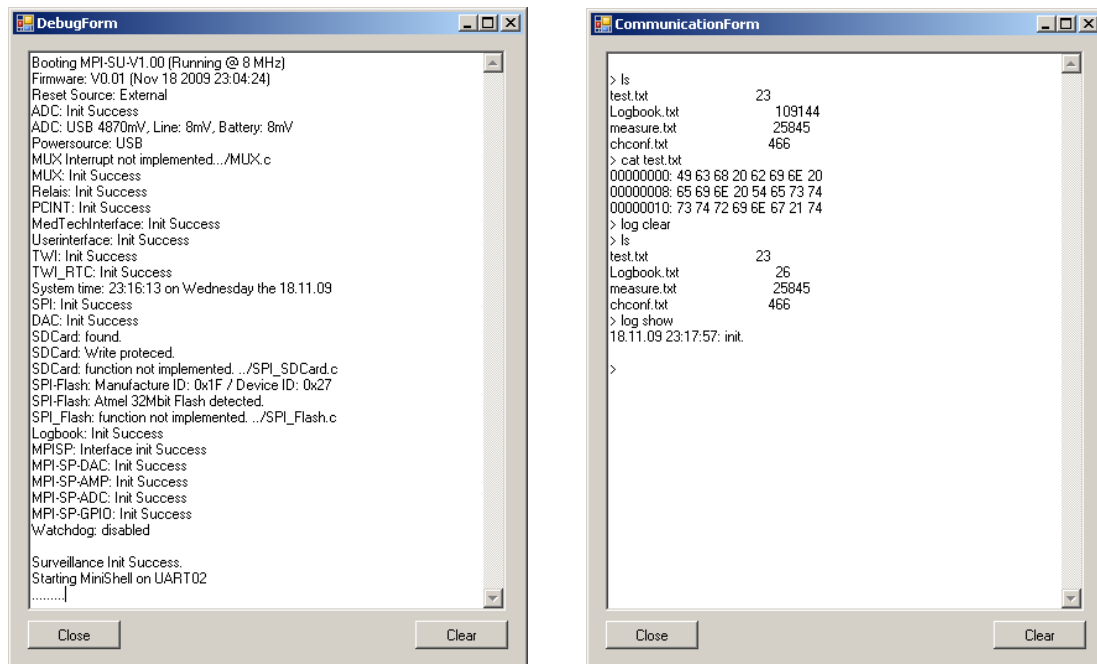 DebugForm
Booting MPI-SU-V1.00 (Running @ 8 MHz)
Firmware: V0.01 (Nov 18 2009 23:04:24)
Reset Source: External
ADC: Init Success
ADC: USB 4870mV, Line: 8mV, Battery: 8mV
Powersource: USB
MUX Interrupt not implemented.../MUX.c
MUX: Init Success
Relais: Init Success
PCINT: Init Success
MedTechInterface: Init Success
Userinterface: Init Success
TWI: Init Success
TWI_RTC: Init Success
System time: 23:16:13 on Wednesday the 18.11.09
SPI: Init Success
DAC: Init Success
SDCard: found.
SDCard: Write proteced.
SDCard: function not implemented. ../SPI_SDCard.c
SPI-Flash: Manufacture ID: 0x1F / Device ID: 0x27
SPI-Flash: Atmel 32Mbit Flash detected.
SPI_Flash: function not implemented. ../SPI_Flash.c
Logbook: Init Success
MPISP: Interface init Success
MPI-SP-DAC: Init Success
MPI-SP-AMP: Init Success
MPI-SP-ADC: Init Success
MPI-SP-GPIO: Init Success
Watchdog: disabled
Surveillance Init Success.
Starting MiniShell on UART02
.........
Close Clear
CommunicationForm
> ls
test.txt 23
Logbook.txt 109144
measure.txt 25845
chconf.txt 466
> cat test.txt
00000000: 49 63 68 20 62 69 6E 20
00000008: 65 69 6E 20 54 65 73 74
00000010: 73 74 72 69 6E 67 21 74
> log clear
> ls
test.txt 23
Logbook.txt 26
measure.txt 25845
chconf.txt 466
> log show
18.11.09 23:17:57: init.
>
Close Clear